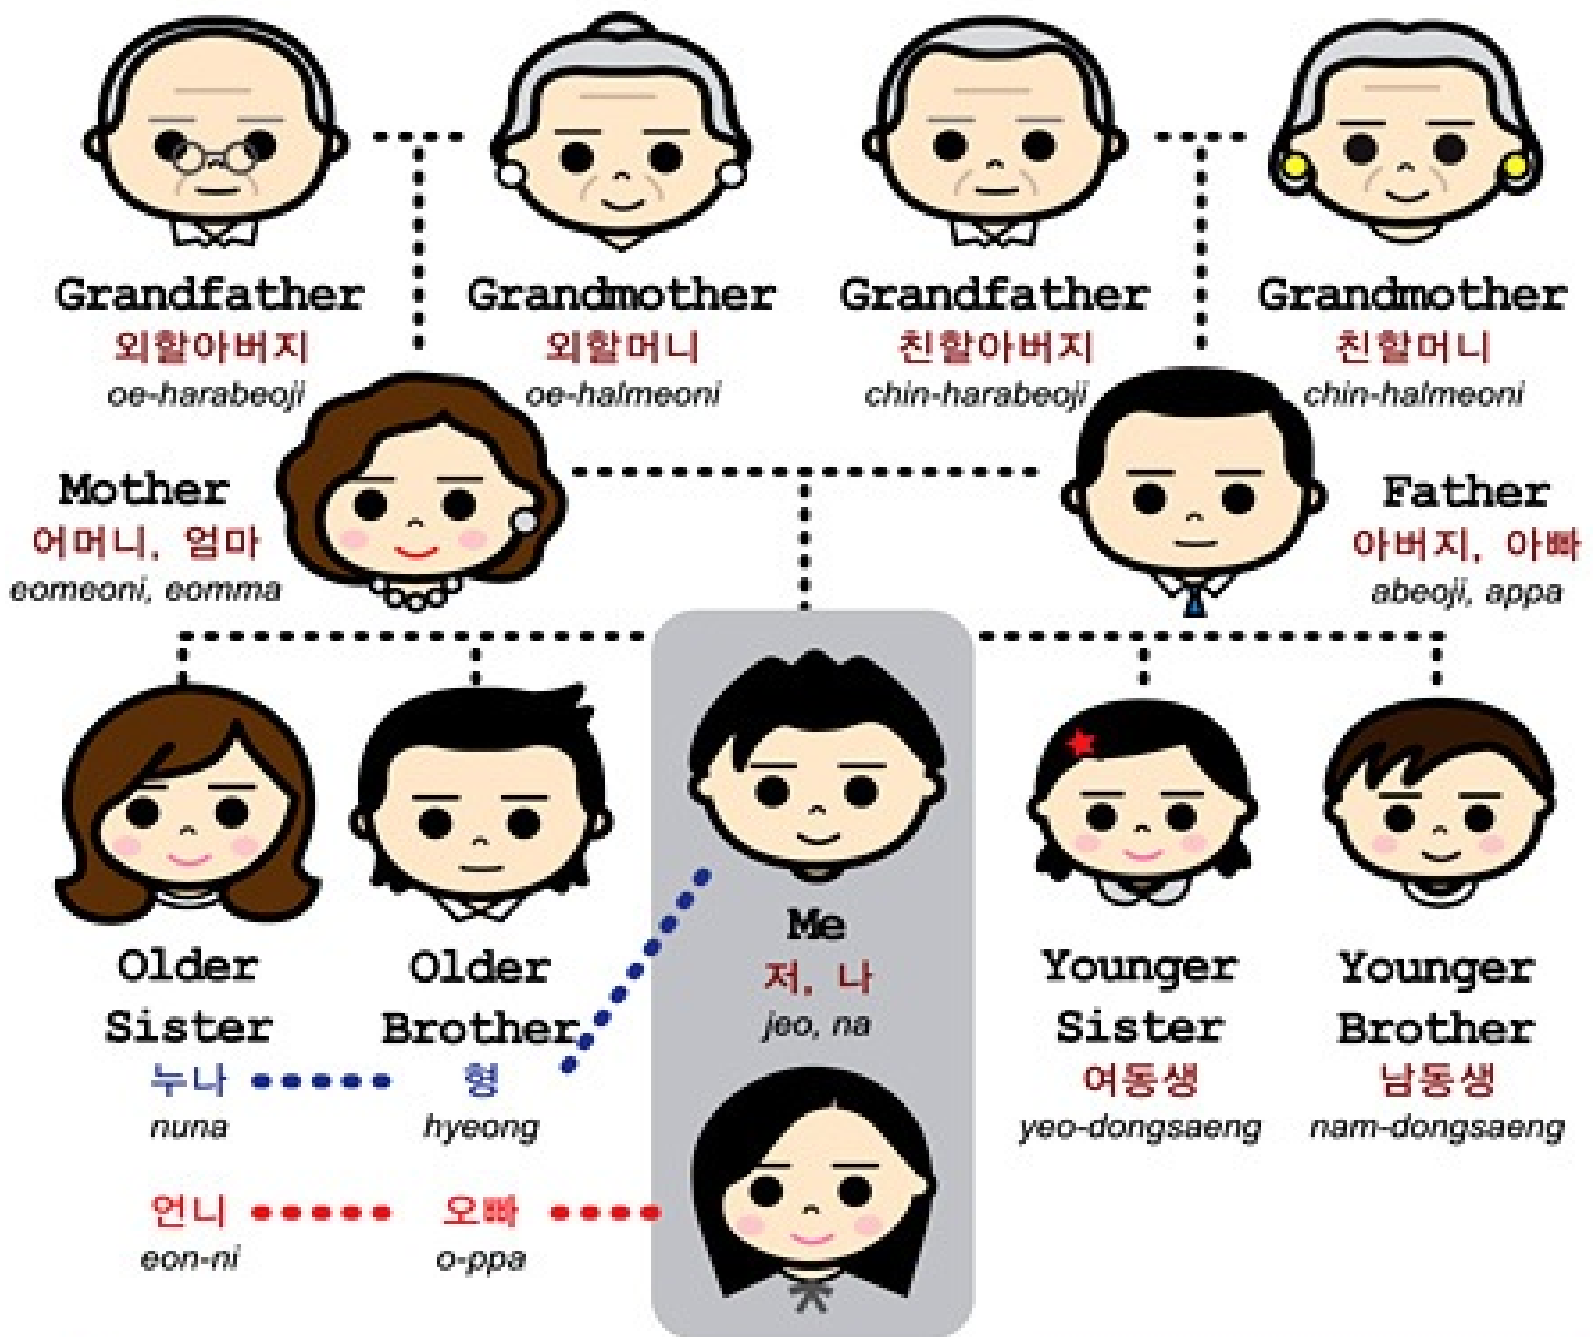 Grandfather
외할아버지
oe-harabeoji
Grandmother
외할머니
oe-halmeoni
Grandfather
친할아버지
chin-harabeoji
Grandmother
친할머니
chin-halmeoni
Mother
어머니, 엄마
eomeoni, eomma
Father
아버지, 아빠
abeoji, appa
Older
Sister
누나
nuna
언니
eon-ni
Older
Brother
형
hyeong
오빠
o-ppa
Me
저, 나
jeo, na
Younger
Sister
여동생
yeo-dongsaeng
Younger
Brother
남동생
nam-dongsaeng